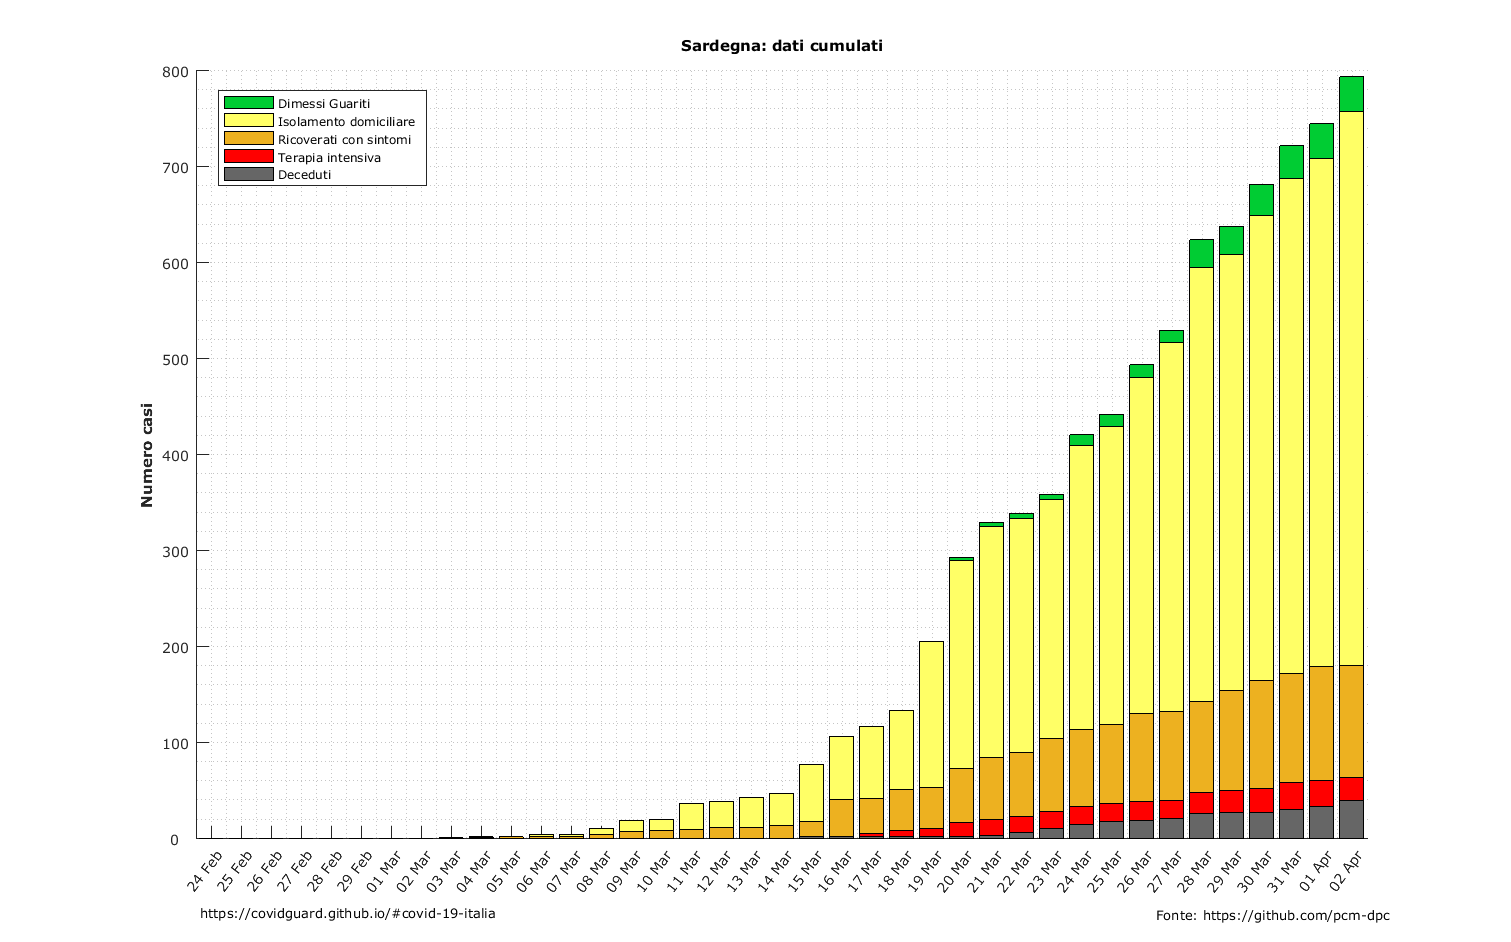 Sardegna: dati cumulati
800
700
600
500
400
300
200
100
0
Numero casi
Dimessi Guariti
Isolamento domiciliare
Ricoverati con sintomi
Terapia intensiva
Deceduti
24 Feb
25 Feb
26 Feb
27 Feb
28 Feb
29 Feb
01 Mar
02 Mar
03 Mar
04 Mar
05 Mar
06 Mar
07 Mar
08 Mar
09 Mar
10 Mar
11 Mar
12 Mar
13 Mar
14 Mar
15 Mar
16 Mar
17 Mar
18 Mar
19 Mar
20 Mar
21 Mar
22 Mar
23 Mar
24 Mar
25 Mar
26 Mar
27 Mar
28 Mar
29 Mar
30 Mar
31 Mar
01 Apr
02 Apr
https://covidguard.github.io/#covid-19-italia
Fonte: https://github.com/pcm-dpc